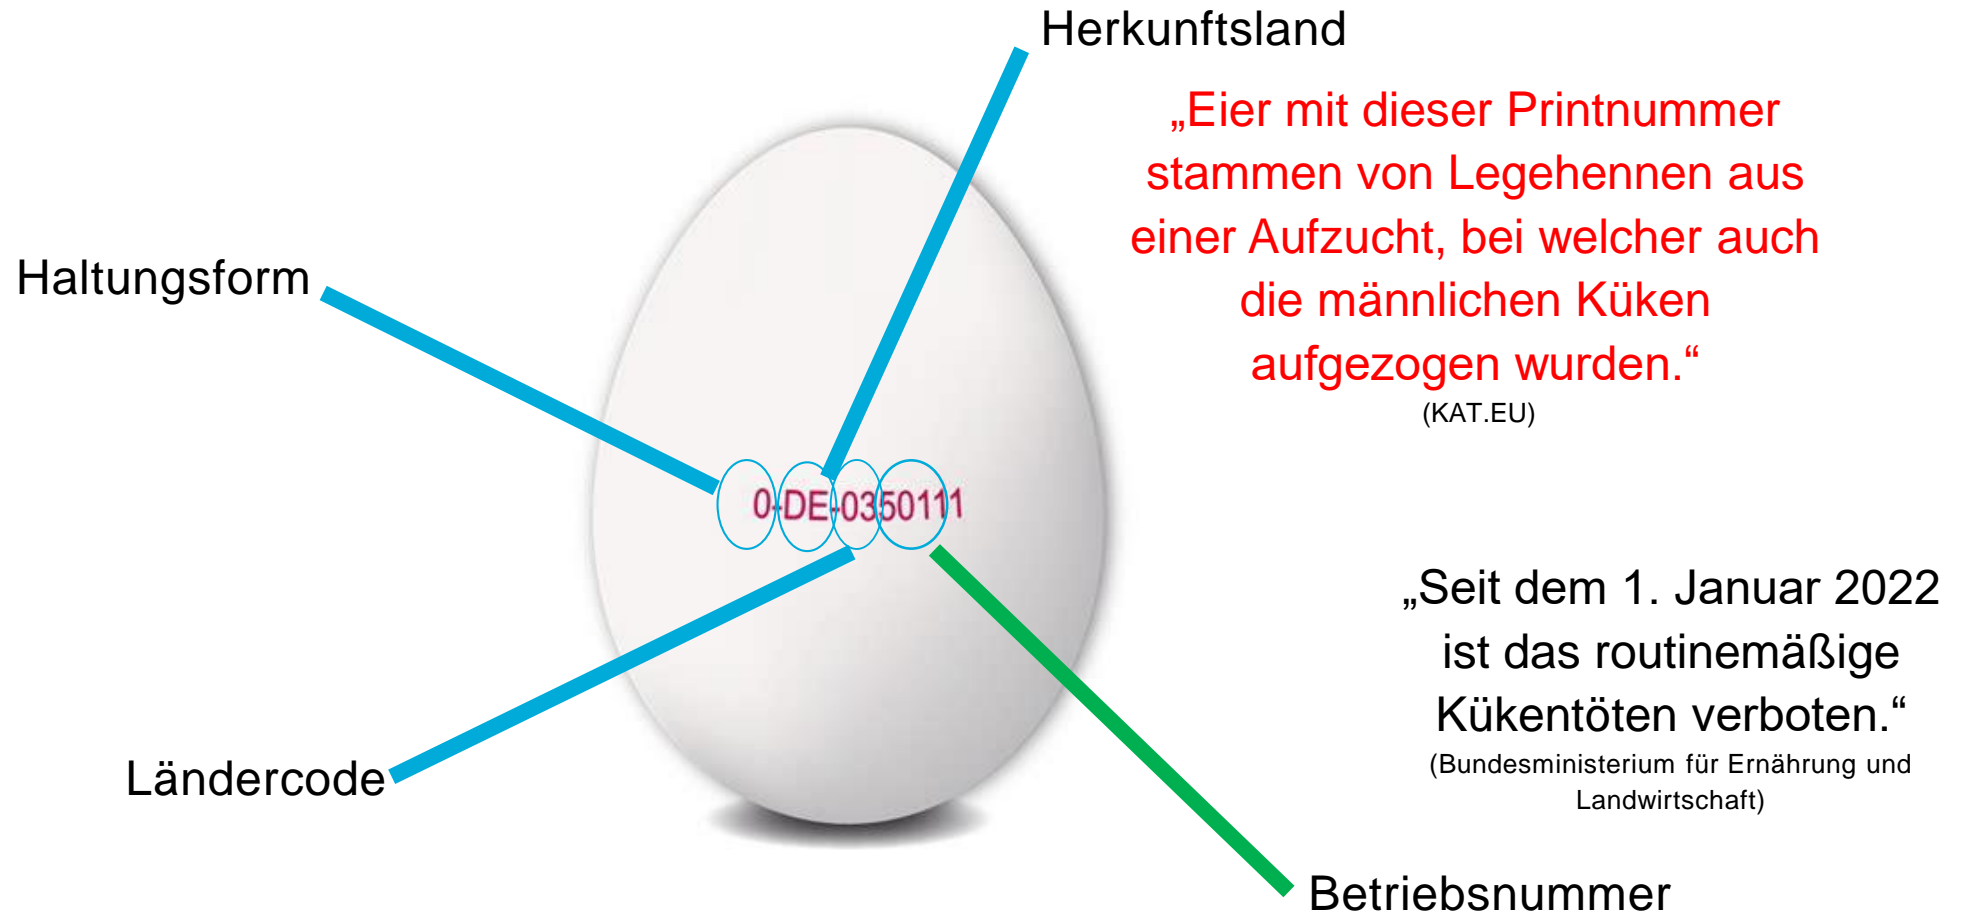 Herkunftsland
„Eier mit dieser Printnummer
stammen von Legehennen aus
einer Aufzucht, bei welcher auch
die männlichen Küken
aufgezogen wurden.“
(KAT.EU)
Haltungsform
0-DE-0350111
„Seit dem 1. Januar 2022
ist das routinemäßige
Kükentöten verboten.“
(Bundesministerium für Ernährung und
Landwirtschaft)
Ländercode
Betriebsnummer